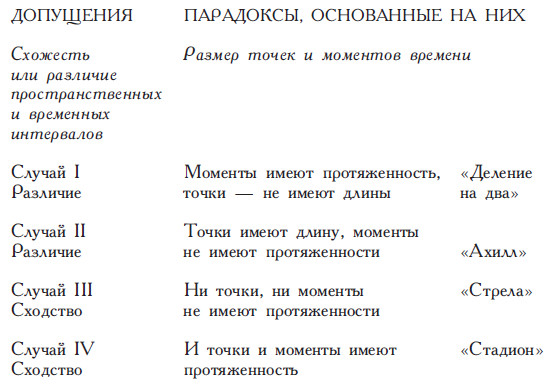 ДОПУЩЕНИЯ ПАРАДОКСЫ, ОСНОВАННЫЕ НА НИХ
Схожесть Размер точек и моментов времени
или различие
пространственных
и временных
интервалов
Случай I Моменты имеют протяженность, «Деление
Различие точки — не имеют длины на два»
Случай II Точки имеют длину, моменты
Различие не имеют протяженности «Ахилл»
Случай III Ни точки, ни моменты «Стрела»
Сходство не имеют протяженности
Случай IV И точки и моменты имеют «Стадион»
Сходство протяженность